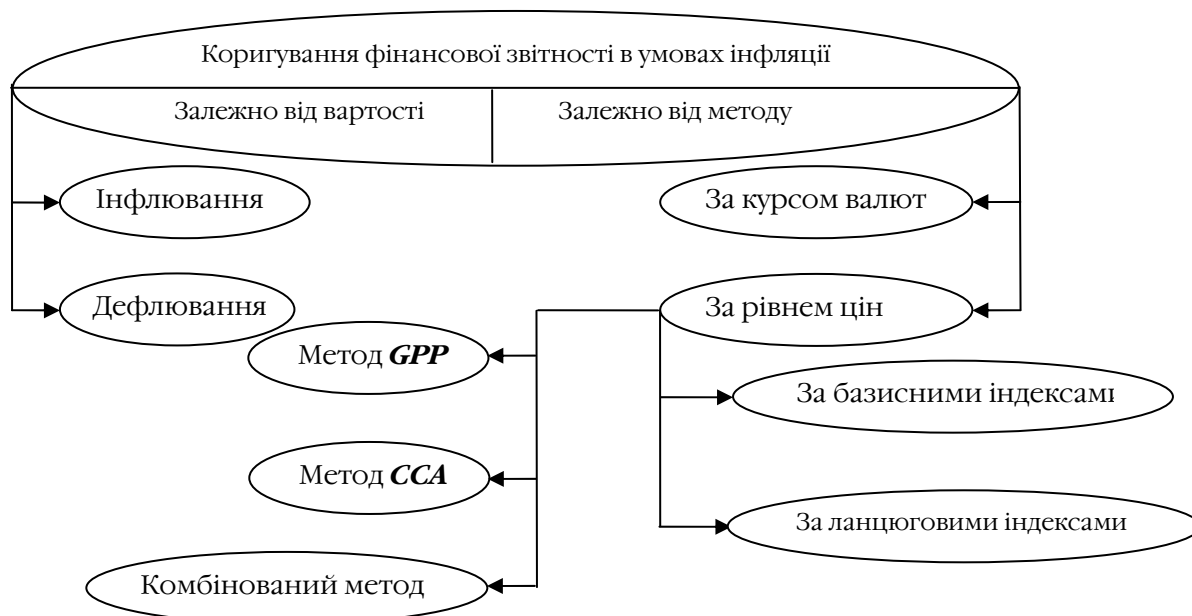 Коригування фінансової звітності в умовах інфляції
Залежно від вартості
Залежно від методу
Інфлювання
За курсом валют
Дефлювання
За рівнем цін
Метод GPP
За базисними індексами
Метод CCA
За ланцюговими індексами
Комбінований метод